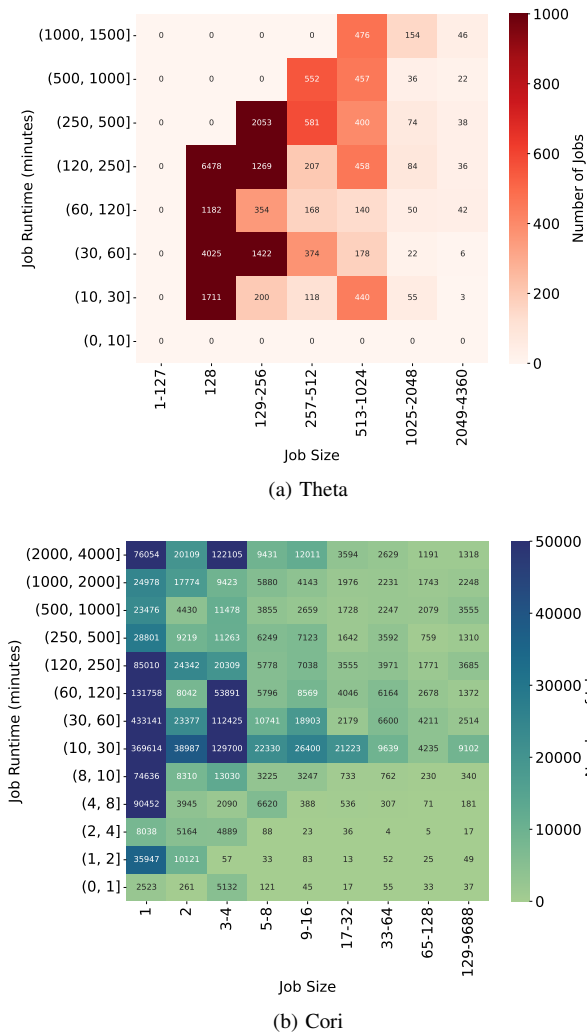 (1000, 1500] 0 0 0 0 476 154 46 1000
(500, 1000] 0 0 0 552 457 36 22
(250, 500] 0 0 2053 581 400 74 38 800
(120, 250] 0 6478 1269 207 458 84 36 600
(60, 120] 0 1182 354 168 140 50 42 400
(30, 60] 0 4025 1422 374 178 22 6
(10, 30] 0 1711 200 118 440 55 3 200
(0, 10] 0 0 0 0 0 0 0 0
Job Runtime (minutes)
Number of Jobs
1-127 128 129-256 257-512 513-1024 1025-2048 2049-4360
Job Size
(a) Theta
(2000, 4000] 76054 20109 122105 9431 12011 3594 2629 1191 1318 50000
(1000, 2000] 24978 17774 9423 5880 4143 1976 2231 1743 2248
(500, 1000] 23476 4430 11478 3855 2659 1728 2247 2079 3555
(250, 500] 28801 9219 11263 6249 7123 1642 3592 759 1310 40000
(120, 250] 85010 24342 20309 5778 7038 3555 3971 1771 3685
(60, 120] 131758 8042 53891 5796 8569 4046 6164 2678 1372 30000
(30, 60] 433141 23377 112425 10741 18903 2179 6600 4211 2514
(10, 30] 369614 38987 129700 22330 26400 21223 9639 4235 9102 20000
(8, 10] 74636 8310 13030 3225 3247 733 762 230 340
(4, 8] 90452 3945 2090 6620 388 536 307 71 181
(2, 4] 8038 5164 4889 88 23 36 4 5 17 10000
(1, 2] 35947 10121 57 33 83 13 52 25 49
(0, 1] 2523 261 5132 121 45 17 55 33 37 0
Job Runtime (minutes)
1 2 3-4 5-8 9-16 17-32 33-64 65-128 129-9688
Job Size
(b) Cori